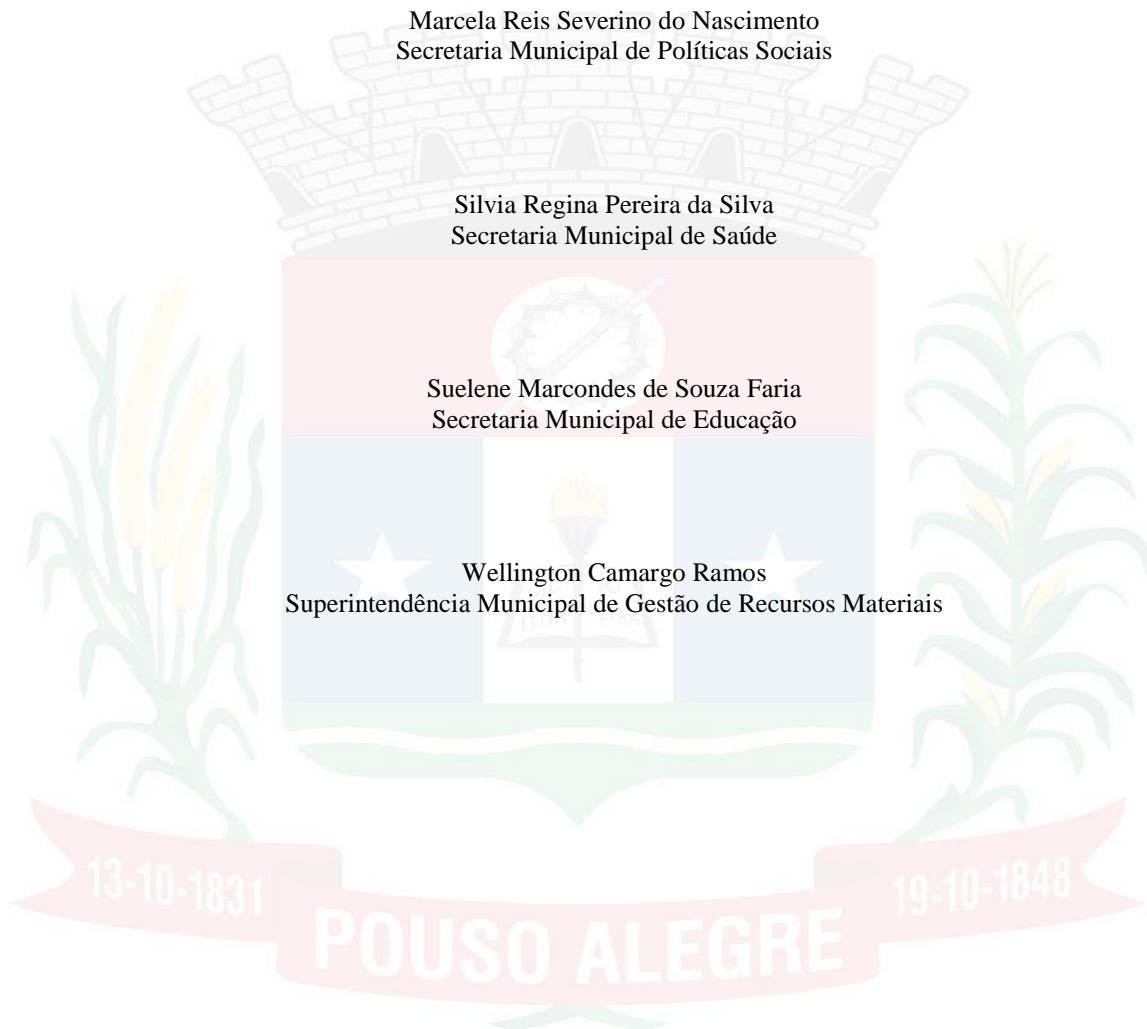 Marcela Reis Severino do Nascimento
Secretaria Municipal de Políticas Sociais
Silvia Regina Pereira da Silva
Secretaria Municipal de Saúde
Suelene Marcondes de Souza Faria
Secretaria Municipal de Educação
Wellington Camargo Ramos
Superintendência Municipal de Gestão de Recursos Materiais
13-10-1831
19-10-1848
POUSO ALEGRE